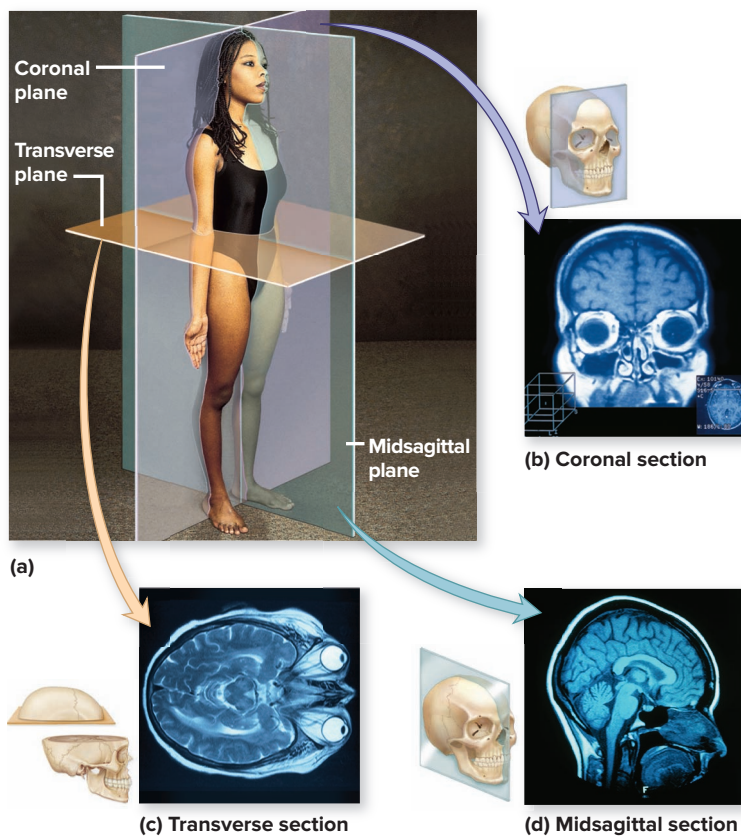 Coronal
plane
Transverse
plane
Midsagittal
plane
(a)
(b) Coronal section
(c) Transverse section
F
(d) Midsagittal section